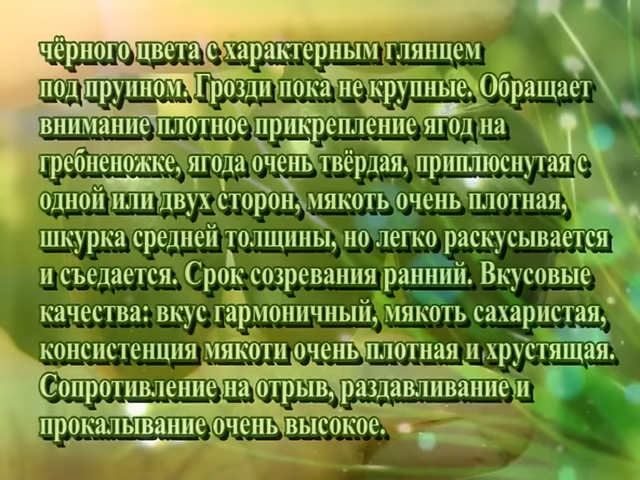 чёрного цвета с характерным глянцем
под пруином. Грозди пока не крупные. Обращает
внимание плотное прикрепление ягод на
гребненожке, ягода очень твёрдая, приплюснутая с
одной или двух сторон, мякоть очень плотная,
шкурка средней толщины, но легко раскусывается
и съедается. Срок созревания ранний. Вкусовые
качества: вкус гармоничный, мякоть сахаристая,
консистенция мякоти очень плотная и хрустящая.
Сопротивление на отрыв, раздавливание и
прокалывание очень высокое.